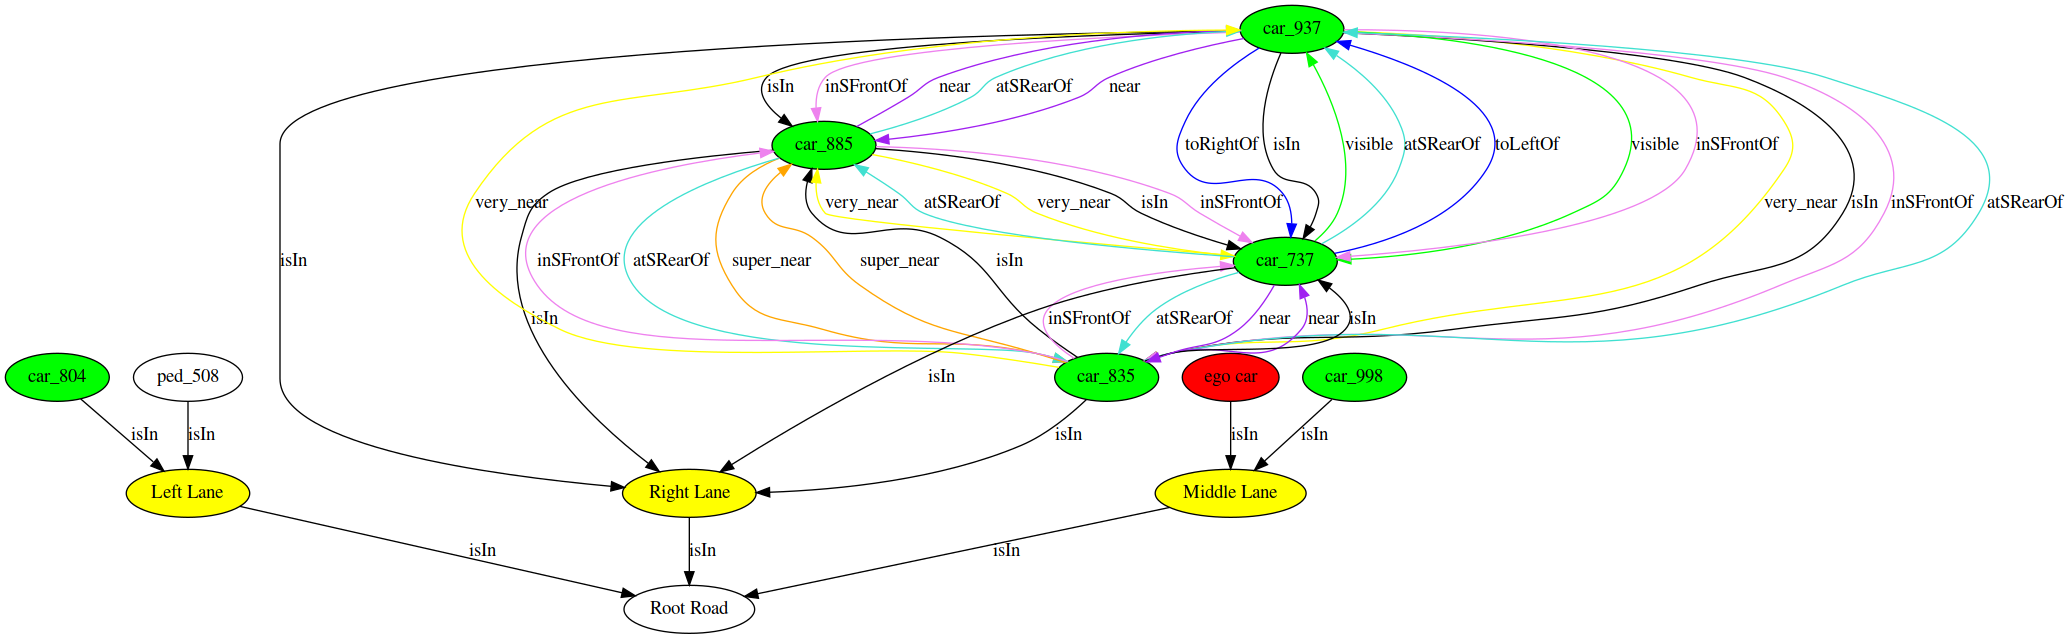 car_937
isIn
inSFrontOf
near
atSRearOf
near
car_885
toRightOf
isIn
visible
atSRearOf
toLeftOf
visible
inSFrontOf
very_near
very_near
atSRearOf
very_near
isIn
inSFrontOf
very_near
isIn
inSFrontOf
atSRearOf
isIn
inSFrontOf
atSRearOf
super_near
super_near
isIn
car_737
isIn
inSFrontOf
atSRearOf
near
near
isIn
car_804
ped_508
isIn
car_835
ego car
car_998
isIn
isIn
isIn
isIn
isIn
Left Lane
Right Lane
Middle Lane
isIn
isIn
isIn
Root Road